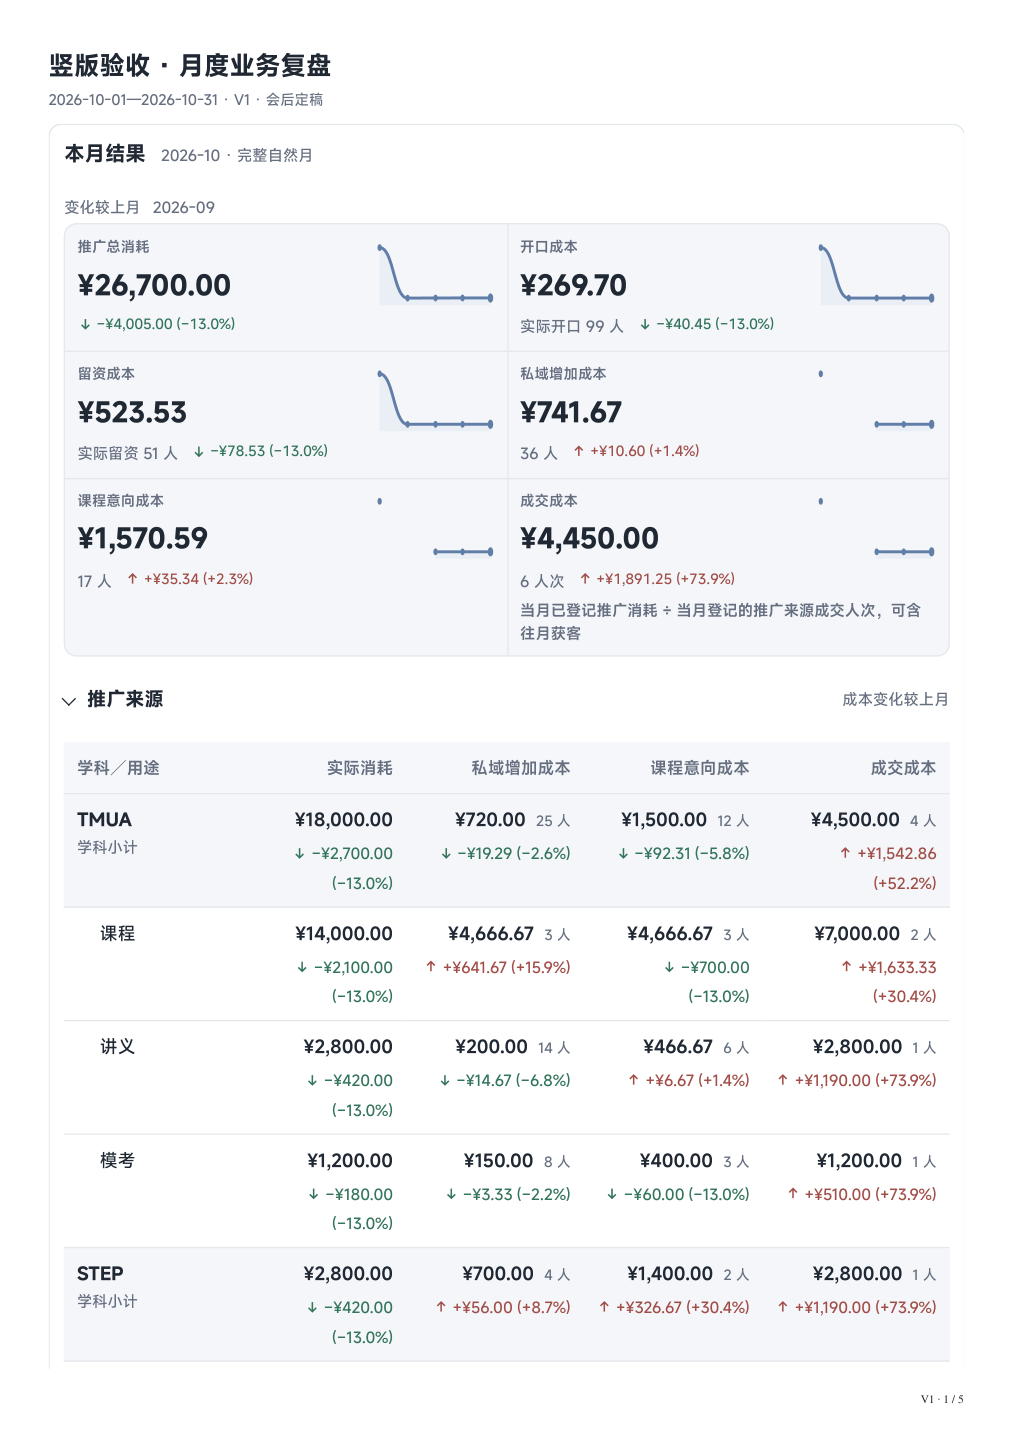 竖版验收 · 月度业务复盘
2026-10-01—2026-10-31 · V1 · 会后定稿
本月结果 2026-10 · 完整自然月
变化较上月 2026-09
推广总消耗
¥26,700.00
↓ −¥4,005.00 (−13.0%)
开口成本
¥269.70
实际开口 99 人 ↓ −¥40.45 (−13.0%)
留资成本
¥523.53
实际留资 51 人 ↓ −¥78.53 (−13.0%)
私域增加成本
¥741.67
36 人 ↑ +¥10.60 (+1.4%)
课程意向成本
¥1,570.59
17 人 ↑ +¥35.34 (+2.3%)
成交成本
¥4,450.00
6 人次 ↑ +¥1,891.25 (+73.9%)
当月已登记推广消耗 ÷ 当月登记的推广来源成交人次，可含
往月获客
推广来源 成本变化较上月
学科／用途 实际消耗 私域增加成本 课程意向成本 成交成本
TMUA ¥18,000.00 ¥720.00 25 人 ¥1,500.00 12 人 ¥4,500.00 4 人
学科小计 ↓ −¥2,700.00 ↓ −¥19.29 (−2.6%) ↓ −¥92.31 (−5.8%) ↑ +¥1,542.86
(−13.0%) (+52.2%)
课程 ¥14,000.00 ¥4,666.67 3 人 ¥4,666.67 3 人 ¥7,000.00 2 人
↓ −¥2,100.00 ↑ +¥641.67 (+15.9%) ↓ −¥700.00 ↑ +¥1,633.33
(−13.0%) (−13.0%) (+30.4%)
讲义 ¥2,800.00 ¥200.00 14 人 ¥466.67 6 人 ¥2,800.00 1 人
↓ −¥420.00 ↓ −¥14.67 (−6.8%) ↑ +¥6.67 (+1.4%) ↑ +¥1,190.00 (+73.9%)
(−13.0%)
模考 ¥1,200.00 ¥150.00 8 人 ¥400.00 3 人 ¥1,200.00 1 人
↓ −¥180.00 ↓ −¥3.33 (−2.2%) ↓ −¥60.00 (−13.0%) ↑ +¥510.00 (+73.9%)
(−13.0%)
STEP ¥2,800.00 ¥700.00 4 人 ¥1,400.00 2 人 ¥2,800.00 1 人
学科小计 ↓ −¥420.00 ↑ +¥56.00 (+8.7%) ↑ +¥326.67 (+30.4%) ↑ +¥1,190.00 (+73.9%)
(−13.0%)
V1 · 1 / 5